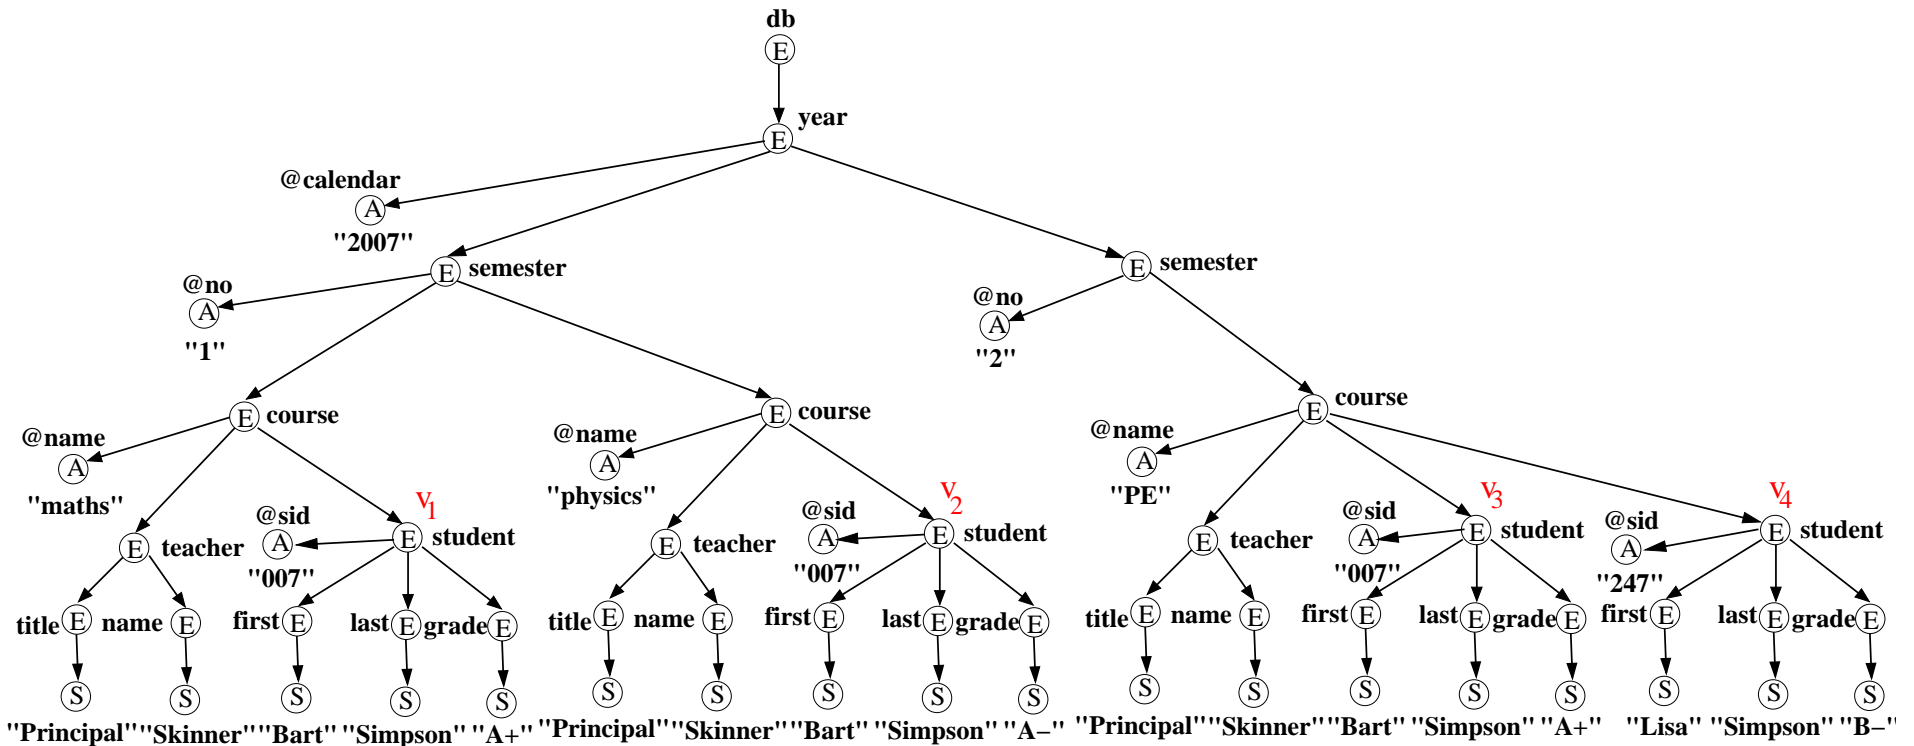 db
E
year
E
@calendar
A
"2007"
E semester
E semester
@no
A
"1"
@no
A
"2"
E course
E course
E course
@name
A
"maths"
@name
A
"physics"
@name
A
"PE"
v1
v2
v3
v4
E teacher
@sid
A
"007"
E student
E teacher
@sid
A
"007"
E student
E teacher
@sid
A
"007"
E student
@sid
A
"247"
E student
title E name E first E last E grade E
title E name E first E last E grade E
title E name E first E last E grade E
first E last E grade E
S S S S S S S S S S S S S S S S S S
"Principal" "Skinner" "Bart" "Simpson" "A+" "Principal" "Skinner" "Bart" "Simpson" "A−" "Principal" "Skinner" "Bart" "Simpson" "A+" "Lisa" "Simpson" "B−"